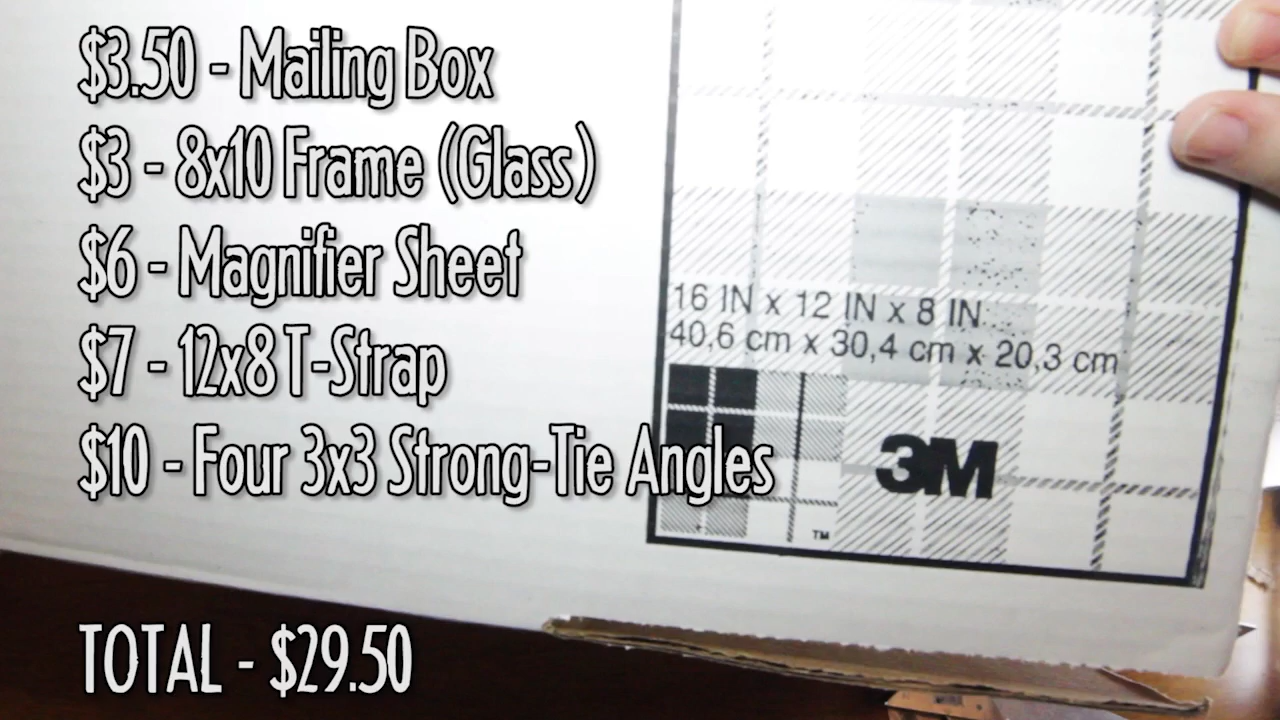 $3.50 - Mailing Box
$3 - 8x10 Frame (Glass)
$6 - Magnifier Sheet
$7 - 12x8 T-Strap
$10 - Four 3x3 Strong-Tie Angles
TOTAL - $29.50
16 IN x 12 IN x 8 IN
40,6 cm x 30,4 cm x 20,3 cm
3M
TM